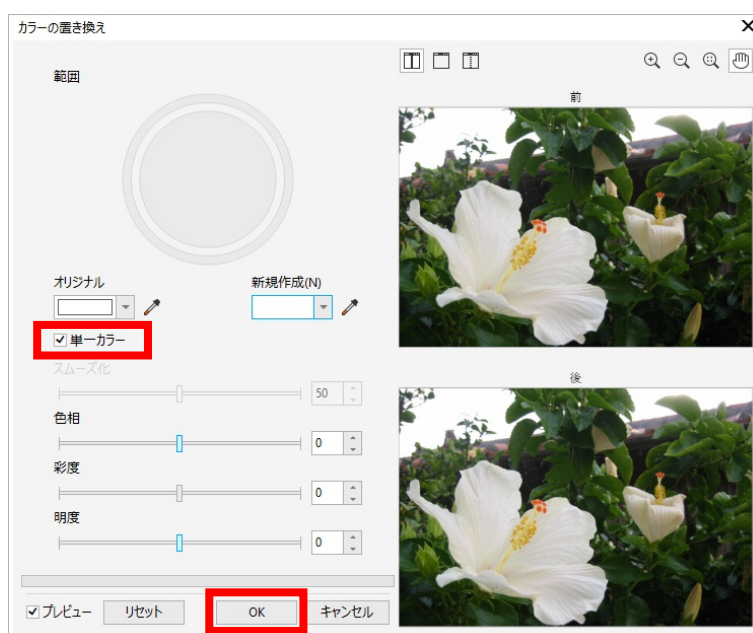 カラーの置き換え
範囲
オリジナル
新規作成(N)
単一カラー
スムーズ化
50
色相
0
彩度
0
明度
0
プレビュー
リセット
OK
キャンセル
前
後